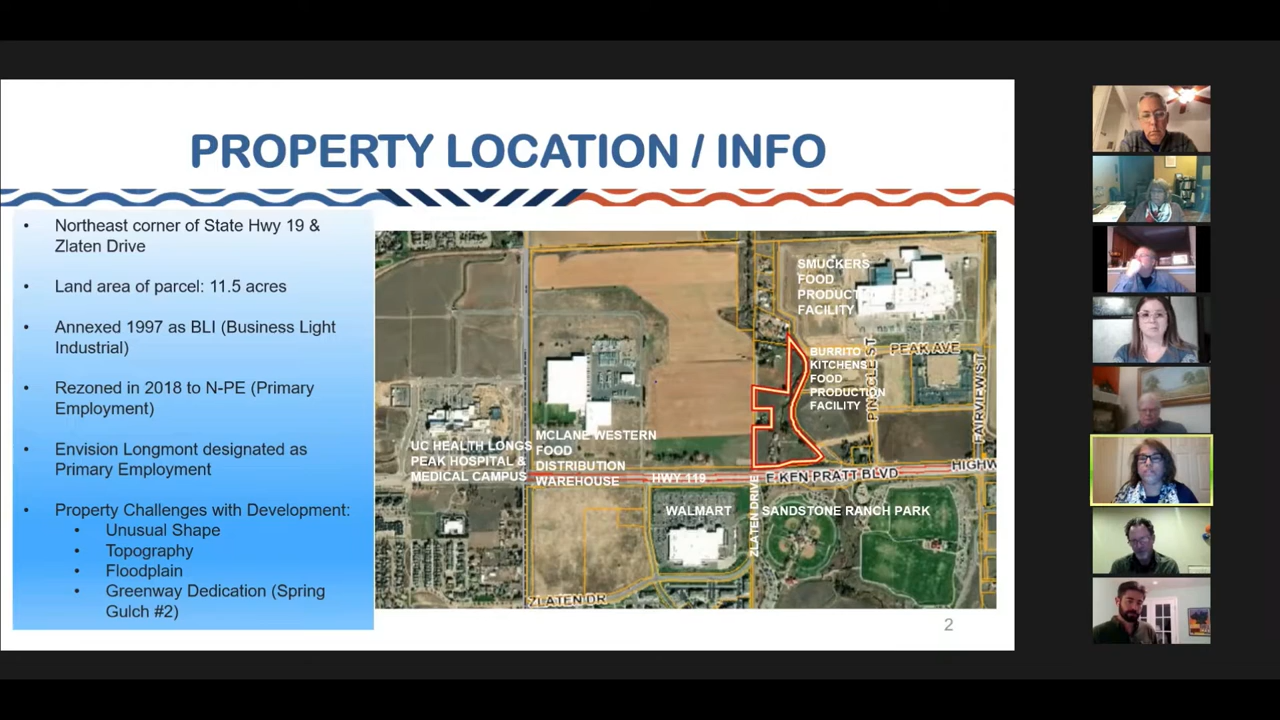 PROPERTY LOCATION / INFO
• Northeast corner of State Hwy 19 &
Zlaten Drive
• Land area of parcel: 11.5 acres
• Annexed 1997 as BLI (Business Light
Industrial)
• Rezoned in 2018 to N-PE (Primary
Employment)
• Envision Longmont designated as
Primary Employment
• Property Challenges with Development:
• Unusual Shape
• Topography
• Floodplain
• Greenway Dedication (Spring
Gulch #2)
SMUCKERS
FOOD
PRODUCT
FACILITY
BURRITO
KITCHENS
FOOD
PRODUCTION
FACILITY
PEAK AVE
PINNCLE ST
FAIRVIEW ST
UC HEALTH LONGS
PEAK HOSPITAL &
MEDICAL CAMPUS
MCLANE WESTERN
FOOD
DISTRIBUTION
WAREHOUSE
HWY 119
E KEN PRATT BLVD
HIGHW
WALMART
ZLATEN DRIVE
SANDSTONE RANCH PARK
ZLATEN DR
2